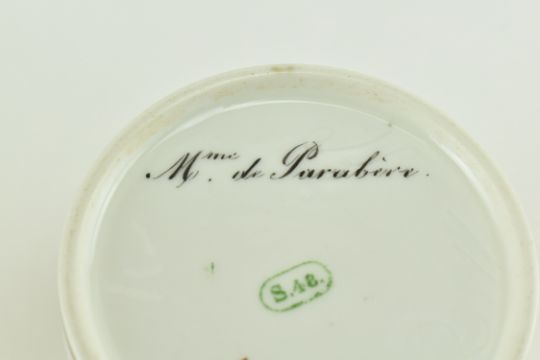 Mme. de Parabère.
S.48.